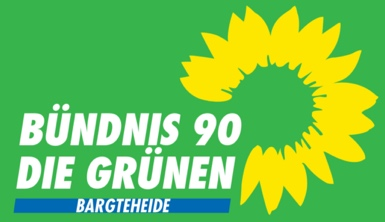 BÜNDNIS 90
DIE GRÜNEN
BARGTEHEIDE